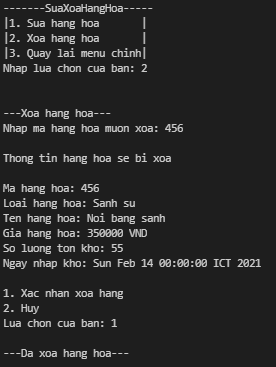 -------SuaXoaHangHoa-----
|1. Sua hang hoa       |
|2. Xoa hang hoa       |
|3. Quay lai menu chinh|
Nhap lua chon cua ban: 2
---Xoa hang hoa---
Nhap ma hang hoa muon xoa: 456
Thong tin hang hoa se bi xoa
Ma hang hoa: 456
Loai hang hoa: Sanh su
Ten hang hoa: Noi bang sanh
Gia hang hoa: 350000 VND
So luong ton kho: 55
Ngay nhap kho: Sun Feb 14 00:00:00 ICT 2021
1. Xac nhan xoa hang
2. Huy
Lua chon cua ban: 1
---Da xoa hang hoa---